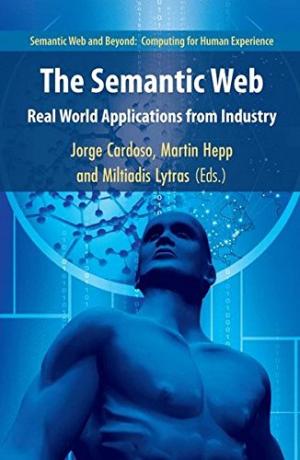 Semantic Web and Beyond: Computing for Human Experience
The Semantic Web
Real World Applications from Industry
Jorge Cardoso, Martin Hepp
and Miltiadis Lytras (Eds.)